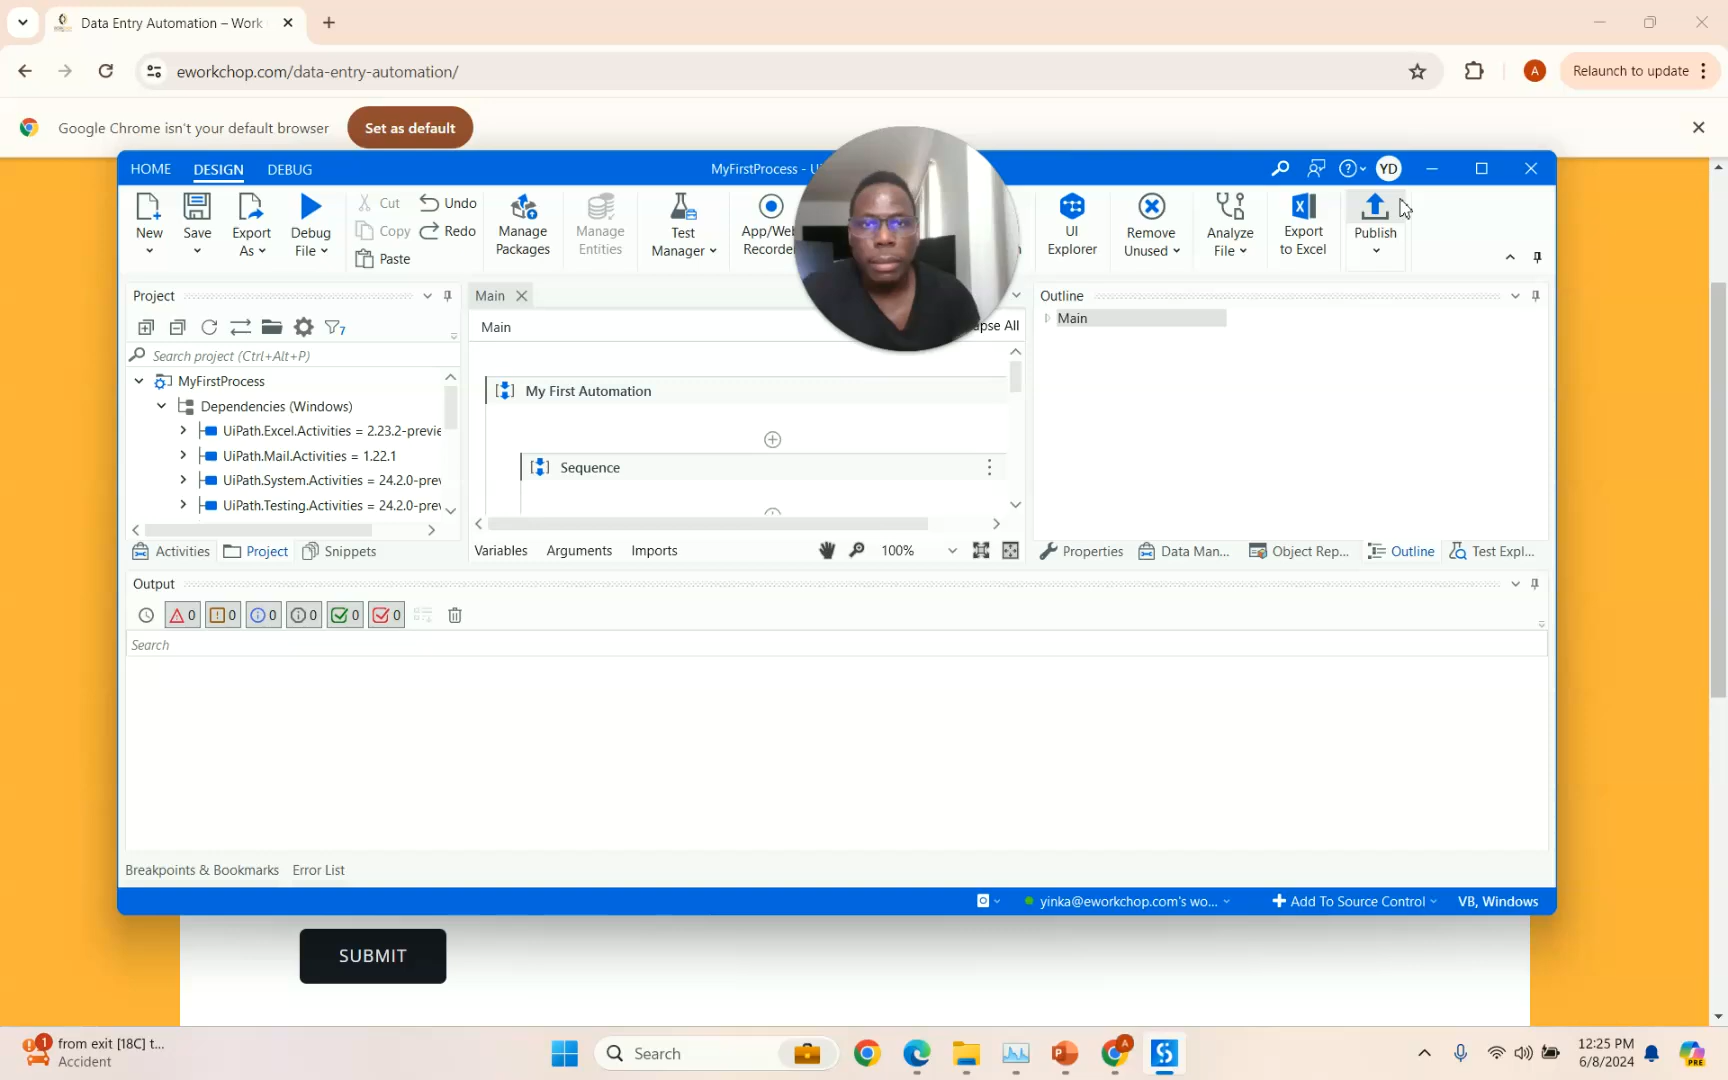 Data Entry Automation – Work
eworkchop.com/data-entry-automation/
A
Relaunch to update
Google Chrome isn't your default browser
Set as default
HOME DESIGN DEBUG
MyFirstProcess -
YD
New
Save
Export
As
Debug
File
Cut
Copy
Paste
Undo
Redo
Manage
Packages
Manage
Entities
Test
Manager
App/Web
Recorder
UI
Explorer
Remove
Unused
Analyze
File
Export
to Excel
Publish
Project
Search project (Ctrl+Alt+P)
MyFirstProcess
Dependencies (Windows)
UiPath.Excel.Activities = 2.23.2-previe
UiPath.Mail.Activities = 1.22.1
UiPath.System.Activities = 24.2.0-prev
UiPath.Testing.Activities = 24.2.0-prev
Activities Project Snippets
Main
Main
apse All
My First Automation
Sequence
Variables Arguments Imports 100%
Outline
Main
Properties Data Man... Object Rep... Outline Test Expl...
Output
0 0 0 0 0 0
Search
Breakpoints & Bookmarks Error List
yinka@eworkchop.com's wo... Add To Source Control VB, Windows
SUBMIT
1
from exit [18C] t...
Accident
Search
A
12:25 PM
6/8/2024
PRE